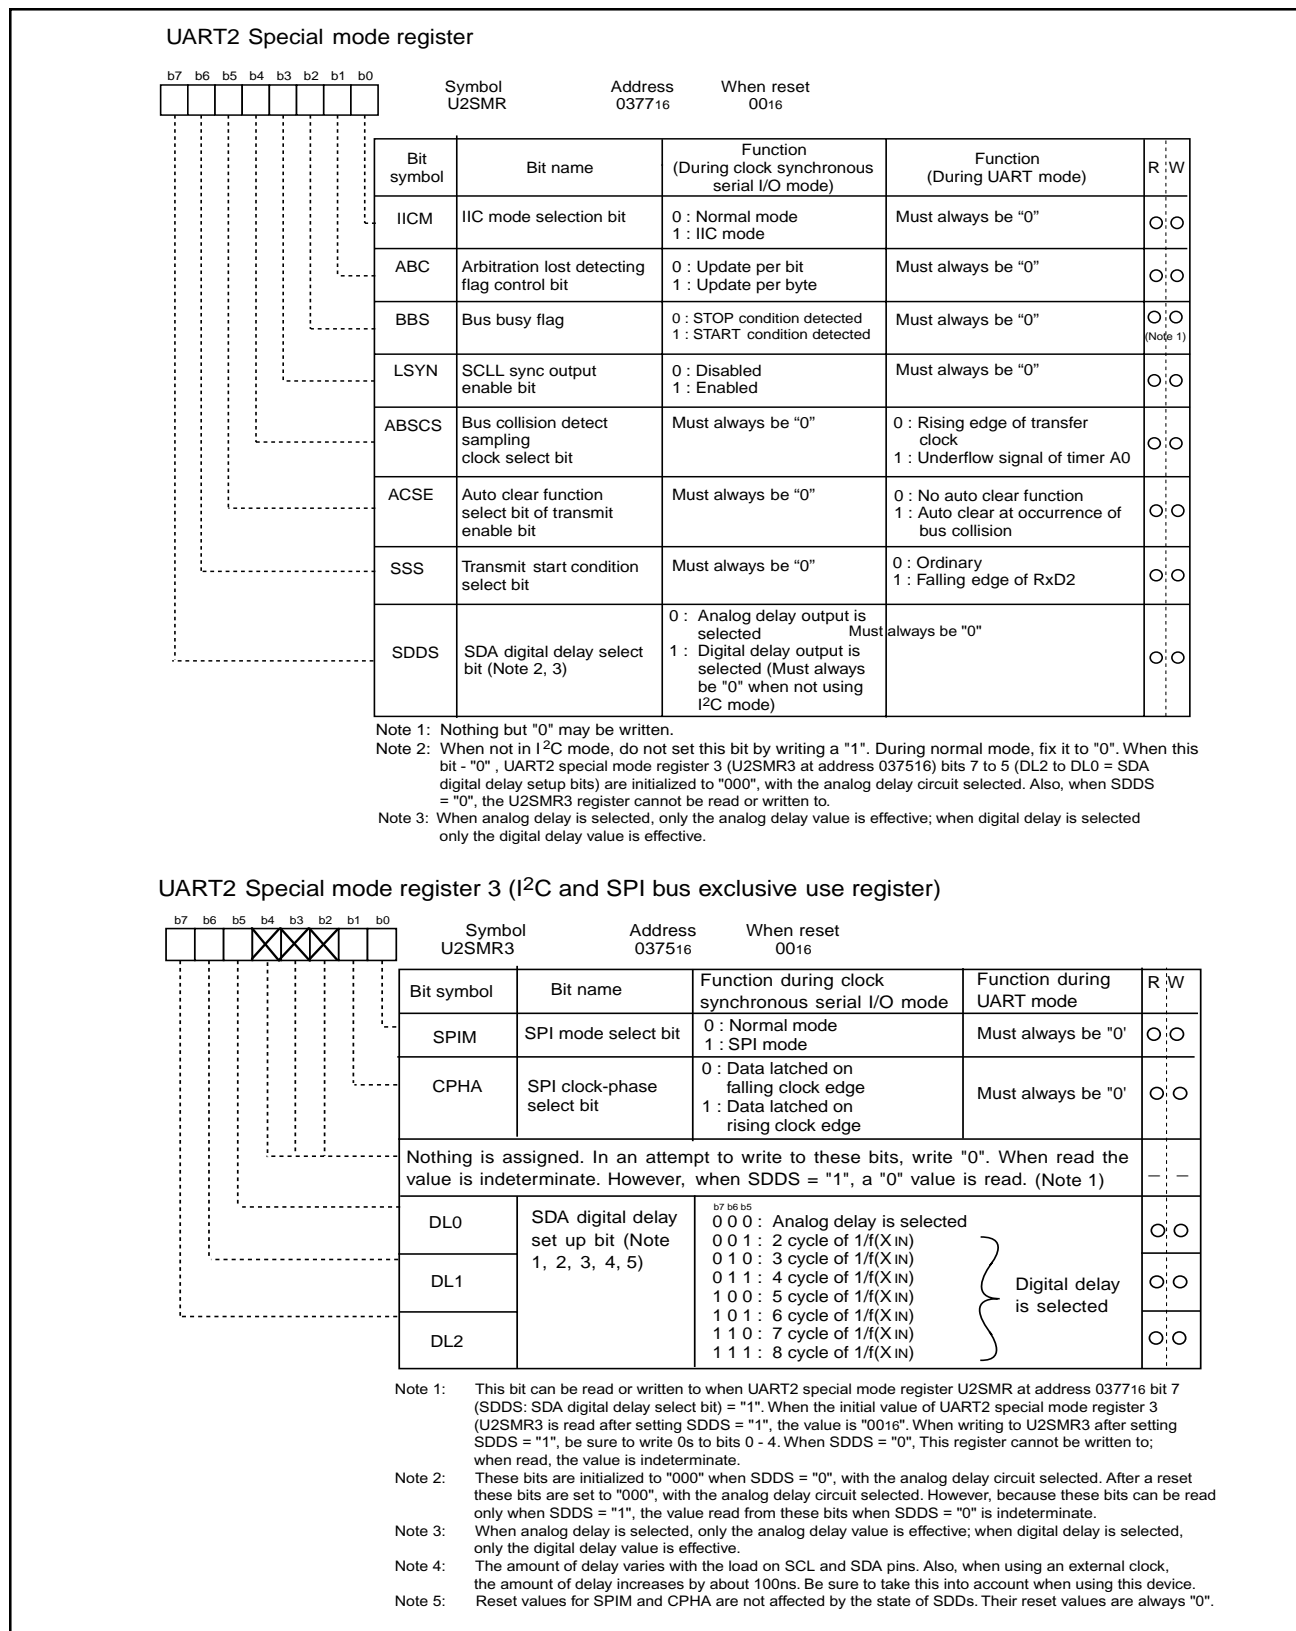 UART2 Special mode register
b7 b6 b5 b4 b3 b2 b1 b0
Symbol Address When reset
U2SMR 037716 0016
Bit symbol Bit name Function (During clock synchronous serial I/O mode) Function (During UART mode) R W
IICM IIC mode selection bit 0 : Normal mode Must always be “0”
1 : IIC mode
ABC Arbitration lost detecting 0 : Update per bit Must always be “0”
flag control bit 1 : Update per byte
BBS Bus busy flag 0 : STOP condition detected Must always be “0”
1 : START condition detected (Note 1)
LSYN SCLL sync output 0 : Disabled Must always be “0”
enable bit 1 : Enabled
ABSCS Bus collision detect Must always be “0” 0 : Rising edge of transfer
sampling clock
clock select bit 1 : Underflow signal of timer A0
ACSE Auto clear function Must always be “0” 0 : No auto clear function
select bit of transmit 1 : Auto clear at occurrence of
enable bit bus collision
SSS Transmit start condition Must always be “0” 0 : Ordinary
select bit 1 : Falling edge of RxD2
0 : Analog delay output is
selected Must always be "0"
SDDS SDA digital delay select 1 : Digital delay output is
bit (Note 2, 3) selected (Must always
be "0" when not using
I2C mode)
Note 1: Nothing but "0" may be written.
Note 2: When not in I2C mode, do not set this bit by writing a "1". During normal mode, fix it to "0". When this
bit - "0" , UART2 special mode register 3 (U2SMR3 at address 037516) bits 7 to 5 (DL2 to DL0 = SDA
digital delay setup bits) are initialized to "000", with the analog delay circuit selected. Also, when SDDS
= "0", the U2SMR3 register cannot be read or written to.
Note 3: When analog delay is selected, only the analog delay value is effective; when digital delay is selected
only the digital delay value is effective.
UART2 Special mode register 3 (I2C and SPI bus exclusive use register)
b7 b6 b5 b4 b3 b2 b1 b0
Symbol Address When reset
U2SMR3 037516 0016
Bit symbol Bit name Function during clock synchronous serial I/O mode Function during UART mode R W
SPIM SPI mode select bit 0 : Normal mode Must always be "0'
1 : SPI mode
CPHA SPI clock-phase 0 : Data latched on Must always be "0'
select bit falling clock edge
1 : Data latched on
rising clock edge
Nothing is assigned. In an attempt to write to these bits, write "0". When read the
value is indeterminate. However, when SDDS = "1", a "0" value is read. (Note 1) – –
b7 b6 b5
DL0 SDA digital delay 0 0 0 : Analog delay is selected
set up bit (Note 0 0 1 : 2 cycle of 1/f(XIN)
1, 2, 3, 4, 5) 0 1 0 : 3 cycle of 1/f(XIN)
DL1 0 1 1 : 4 cycle of 1/f(XIN) Digital delay
1 0 0 : 5 cycle of 1/f(XIN) is selected
1 0 1 : 6 cycle of 1/f(XIN)
DL2 1 1 0 : 7 cycle of 1/f(XIN)
1 1 1 : 8 cycle of 1/f(XIN)
Note 1: This bit can be read or written to when UART2 special mode register U2SMR at address 037716 bit 7
(SDDS: SDA digital delay select bit) = "1". When the initial value of UART2 special mode register 3
(U2SMR3 is read after setting SDDS = "1", the value is "0016". When writing to U2SMR3 after setting
SDDS = "1", be sure to write 0s to bits 0 - 4. When SDDS = "0", This register cannot be written to;
when read, the value is indeterminate.
Note 2: These bits are initialized to "000" when SDDS = "0", with the analog delay circuit selected. After a reset
these bits are set to "000", with the analog delay circuit selected. However, because these bits can be read
only when SDDS = "1", the value read from these bits when SDDS = "0" is indeterminate.
Note 3: When analog delay is selected, only the analog delay value is effective; when digital delay is selected,
only the digital delay value is effective.
Note 4: The amount of delay varies with the load on SCL and SDA pins. Also, when using an external clock,
the amount of delay increases by about 100ns. Be sure to take this into account when using this device.
Note 5: Reset values for SPIM and CPHA are not affected by the state of SDDs. Their reset values are always "0".